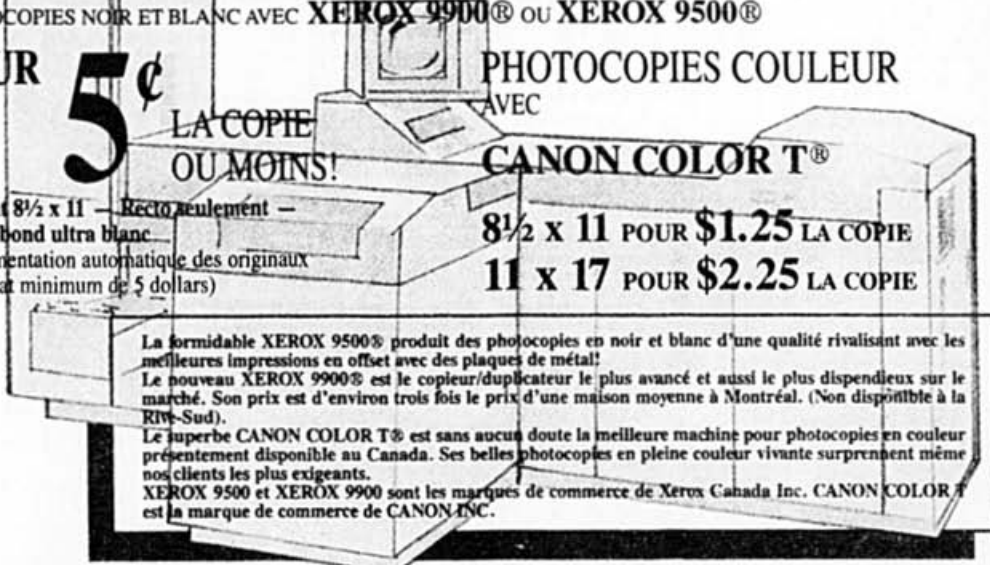 COPIES NOIR ET BLANC AVEC XEROX 9900® OU XEROX 9500®
5¢
LA COPIE
OU MOINS!
8½ x 11 — Recto seulement —
bond ultra blanc
automatique des originaux
minimum de 5 dollars)
PHOTOCOPIES COULEUR
AVEC
CANON COLOR T®
8½ x 11 POUR $1.25 LA COPIE
11 x 17 POUR $2.25 LA COPIE
La formidable XEROX 9500® produit des photocopies en noir et blanc d'une qualité rivalisant avec les
meilleures impressions en offset avec des plaques de métal!
Le nouveau XEROX 9900® est le copieur/duplicateur le plus avancé et aussi le plus dispendieux sur le
marché. Son prix est d'environ trois fois le prix d'une maison moyenne à Montréal. (Non disponible à la
Rive-Sud).
Le superbe CANON COLOR T® est sans aucun doute la meilleure machine pour photocopies en couleur
présentement disponible au Canada. Ses belles photocopies en pleine couleur vivante surprennent même
nos clients les plus exigeants.
XEROX 9500 et XEROX 9900 sont les marques de commerce de Xerox Canada Inc. CANON COLOR T
est la marque de commerce de CANON INC.